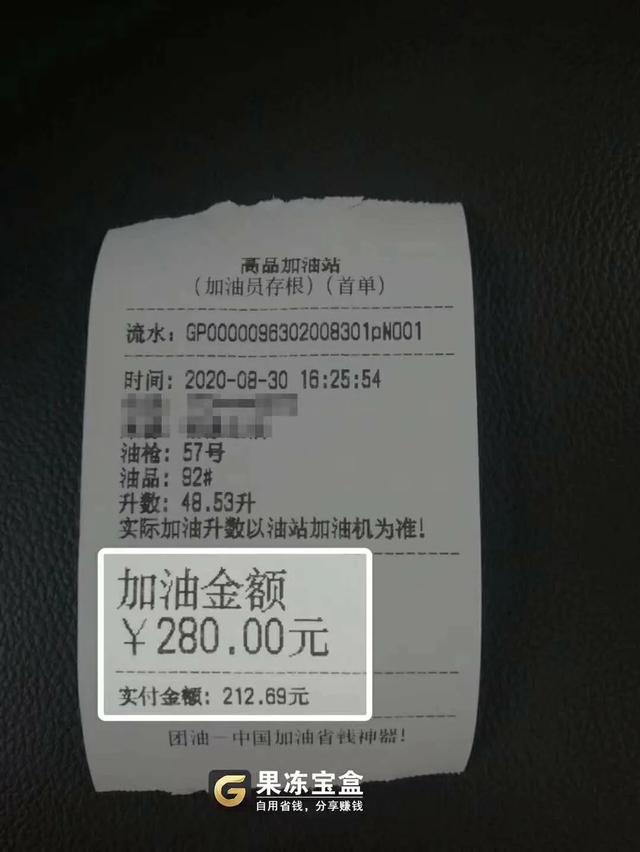 高品加油站
(加油员存根)(首单)
流水: GP0000096302008301pN001
时间: 2020-08-30 16:25:54
油枪: 57号
油品: 92#
升数: 48.53升
实际加油升数以油站加油机为准!
加油金额
￥280.00元
实付金额: 212.69元
团油—中国加油省钱神器!
果冻宝盒
自用省钱，分享赚钱